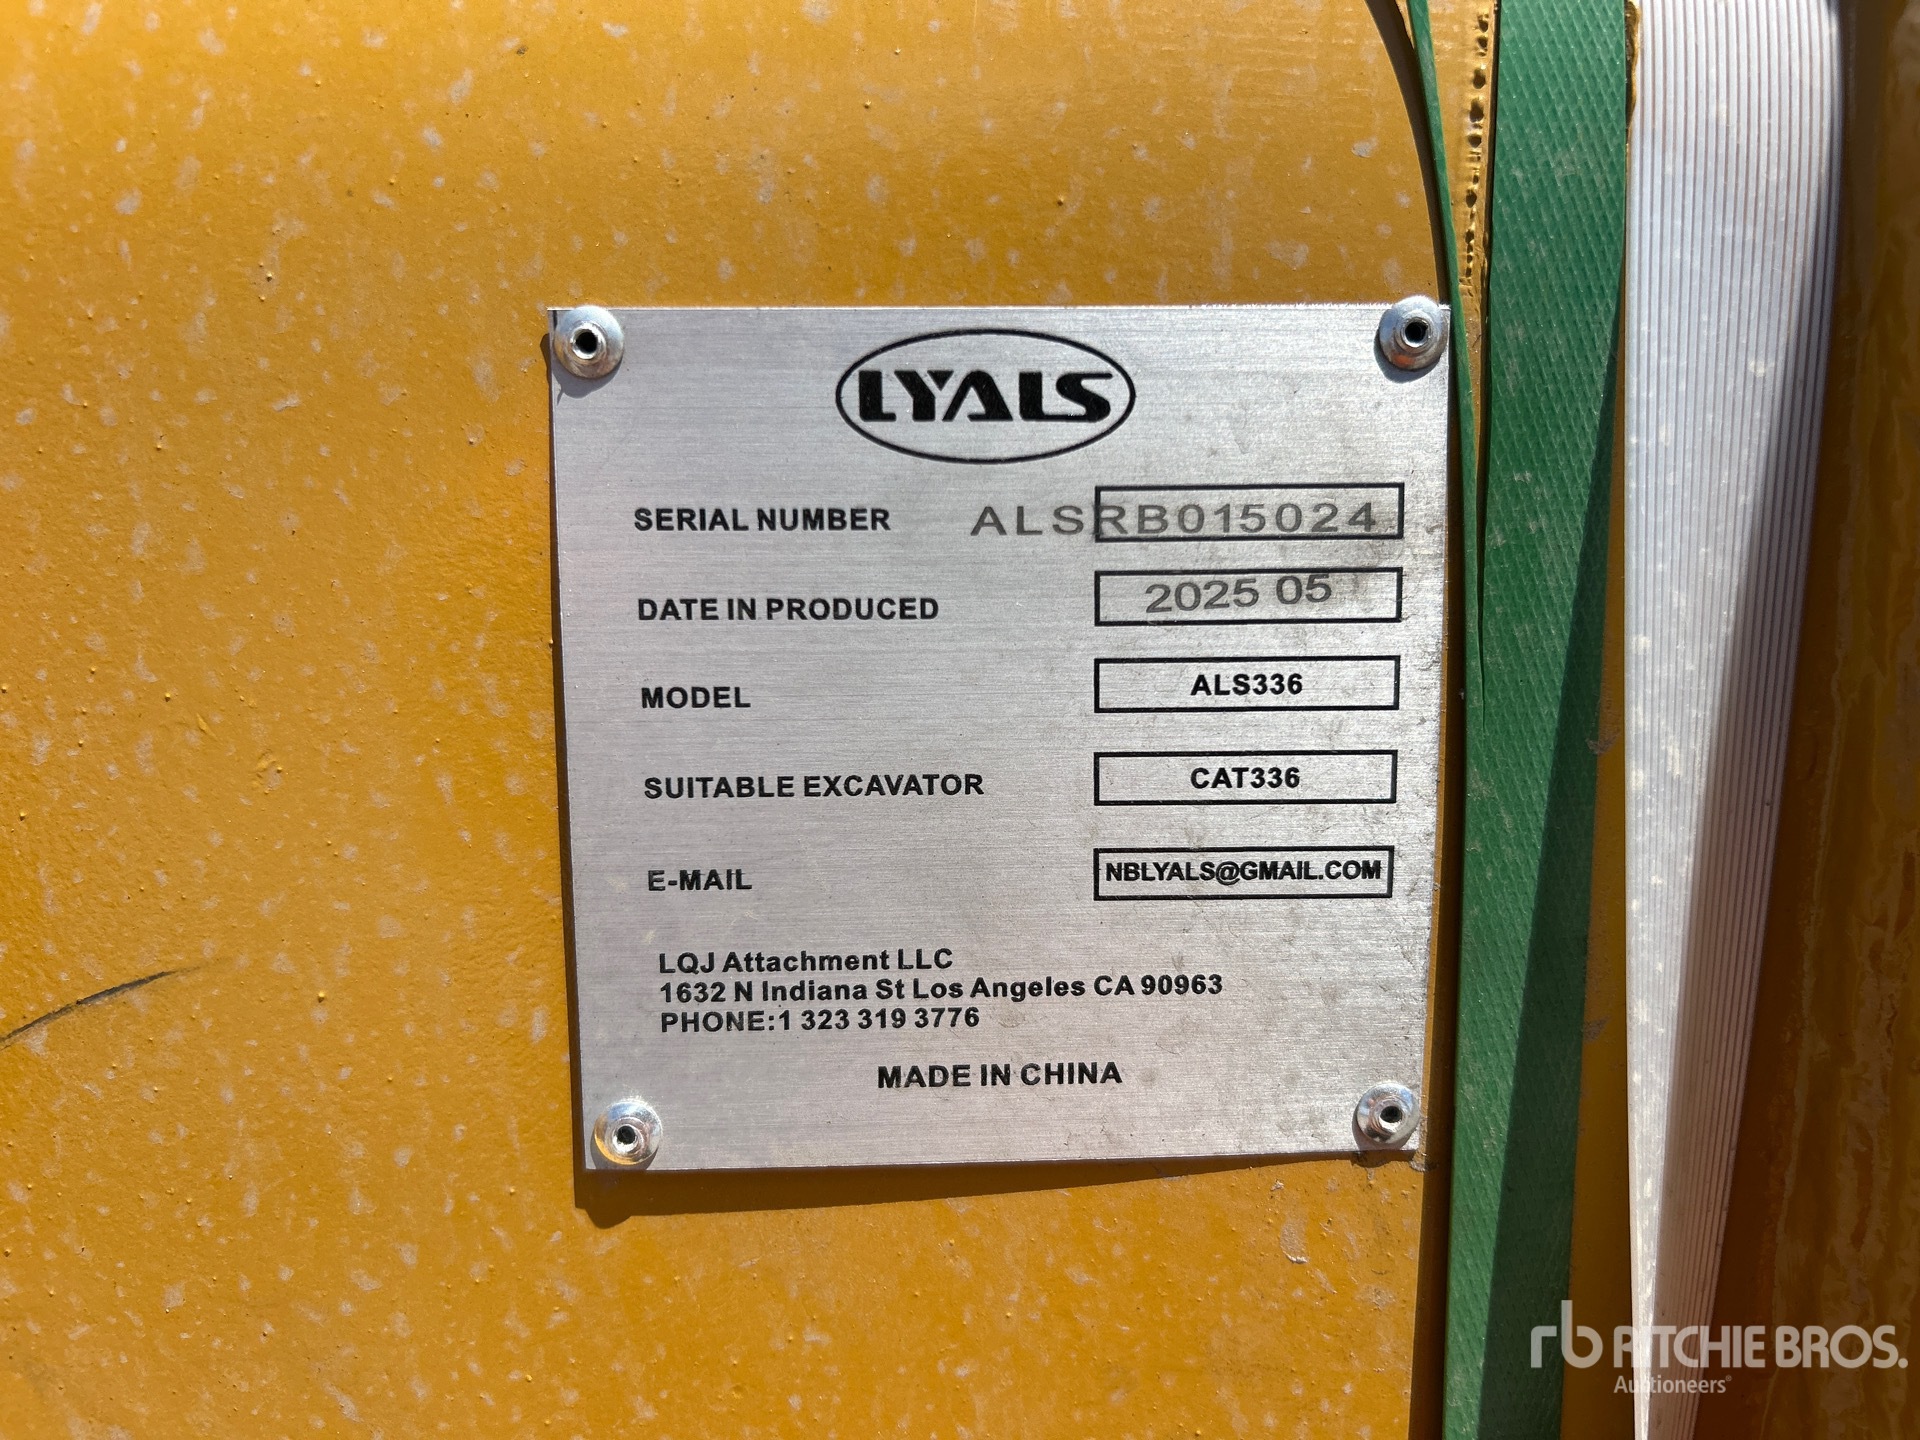 LYALS
SERIAL NUMBER ALSRB015024
DATE IN PRODUCED 2025 05
MODEL ALS336
SUITABLE EXCAVATOR CAT336
E-MAIL NBLYALS@GMAIL.COM
LQJ Attachment LLC
1632 N Indiana St Los Angeles CA 90963
PHONE:1 323 319 3776
MADE IN CHINA
rb RITCHIE BROS.
Auctioneers®